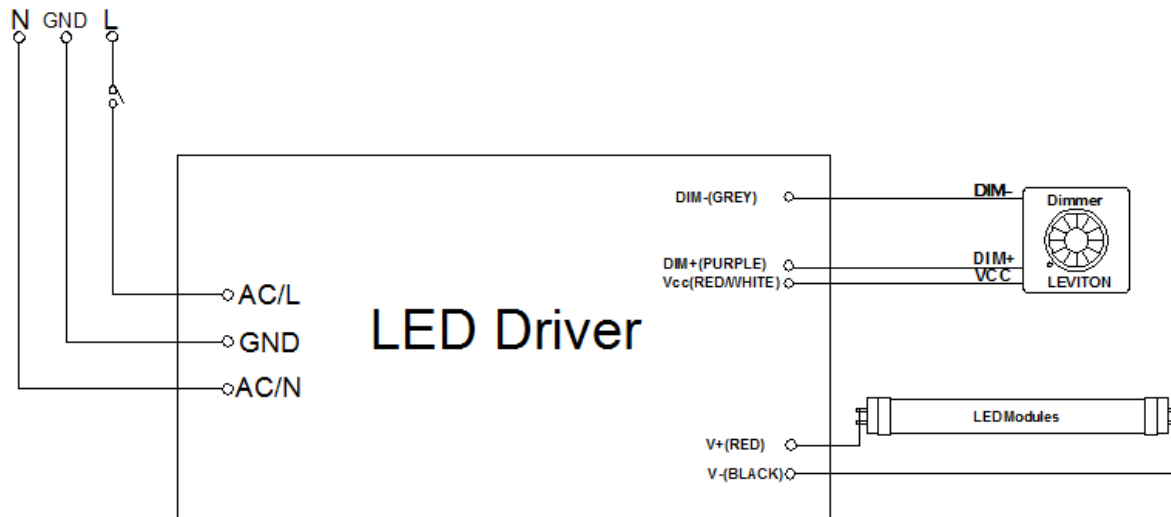 N GND L
DIM-(GREY)
DIM-
Dimmer
DIM+(PURPLE)
DIM+
Vcc(RED/WHITE)
VCC
LEVITON
AC/L
GND
LED Driver
AC/N
LEDModules
V+(RED)
V-(BLACK)